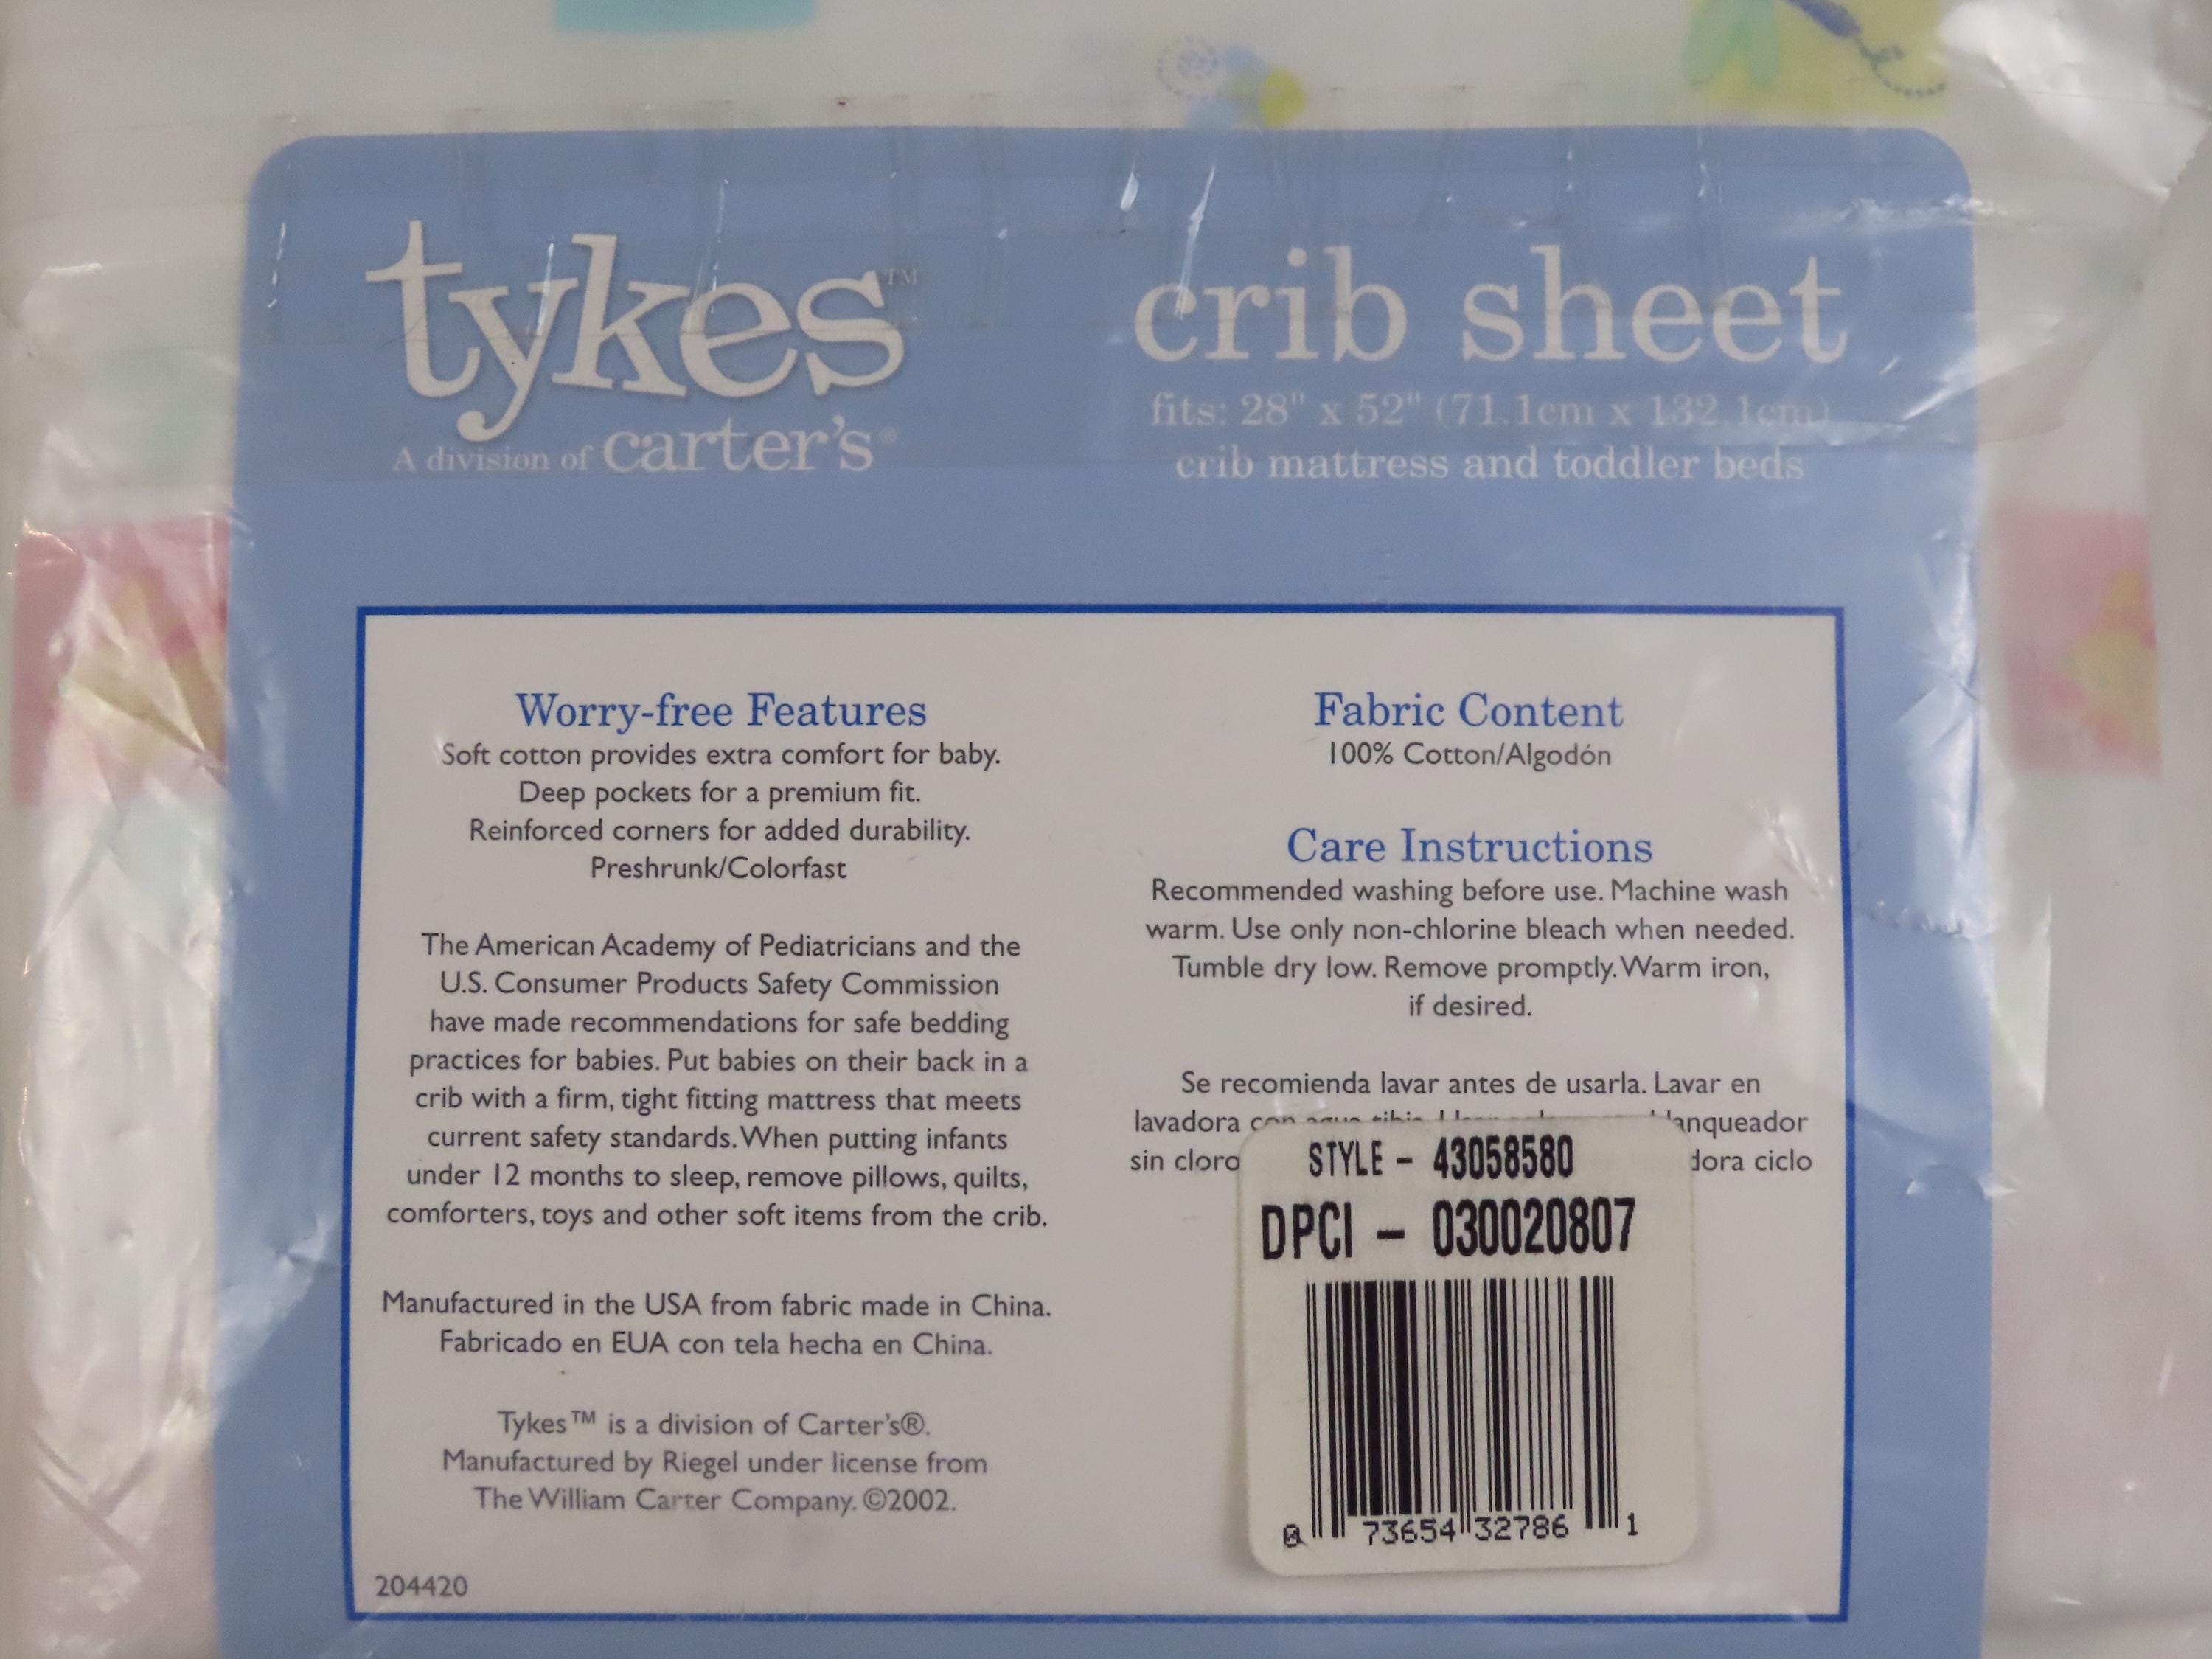 tykes™
A division of carter's®
crib sheet
fits: 28" x 52" (71.1cm x 132.1cm)
crib mattress and toddler beds
Worry-free Features
Soft cotton provides extra comfort for baby.
Deep pockets for a premium fit.
Reinforced corners for added durability.
Preshrunk/Colorfast
The American Academy of Pediatricians and the
U.S. Consumer Products Safety Commission
have made recommendations for safe bedding
practices for babies. Put babies on their back in a
crib with a firm, tight fitting mattress that meets
current safety standards. When putting infants
under 12 months to sleep, remove pillows, quilts,
comforters, toys and other soft items from the crib.
Manufactured in the USA from fabric made in China.
Fabricado en EUA con tela hecha en China.
Tykes™ is a division of Carter's®.
Manufactured by Riegel under license from
The William Carter Company. ©2002.
204420
Fabric Content
100% Cotton/Algodón
Care Instructions
Recommended washing before use. Machine wash
warm. Use only non-chlorine bleach when needed.
Tumble dry low. Remove promptly. Warm iron,
if desired.
Se recomienda lavar antes de usarla. Lavar en
lavadora con agua tibia.
sin cloro ciclo
STYLE - 43058580
DPCI - 030020807
0 73654 32786 1